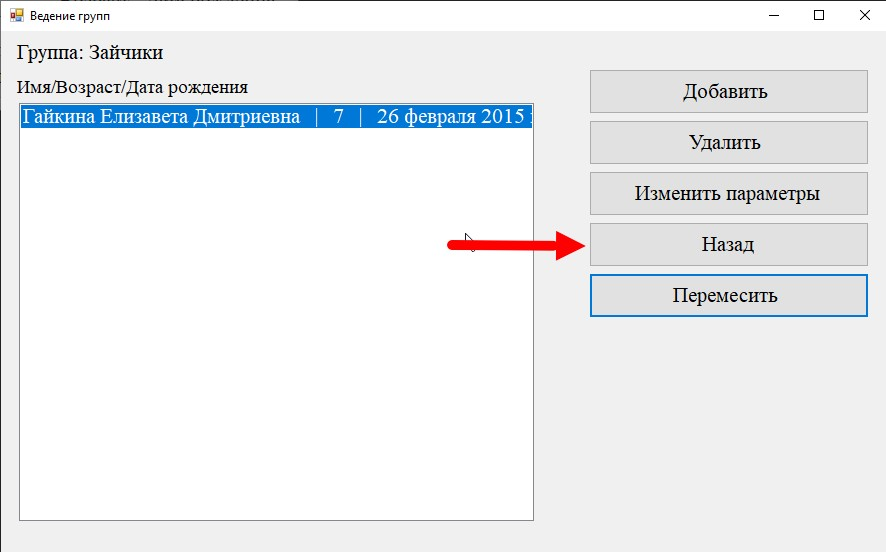 Ведение групп
Группа: Зайчики
Имя/Возраст/Дата рождения
Гайкина Елизавета Дмитриевна | 7 | 26 февраля 2015
Добавить
Удалить
Изменить параметры
Назад
Перемесить